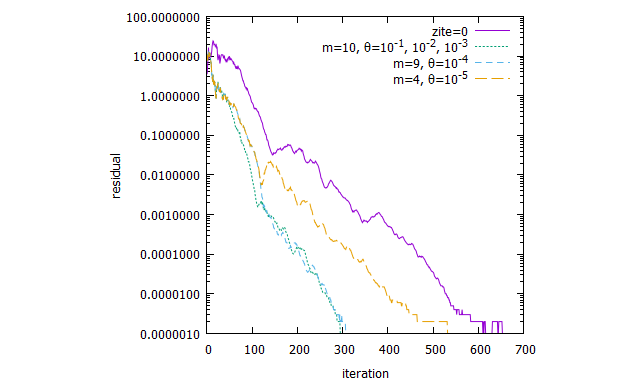 100.0000000
10.0000000
1.0000000
0.1000000
0.0100000
0.0010000
0.0001000
0.0000100
0.0000010
residual
zite=0
m=10, θ=10⁻¹, 10⁻², 10⁻³
m=9, θ=10⁻⁴
m=4, θ=10⁻⁵
0 100 200 300 400 500 600 700
iteration